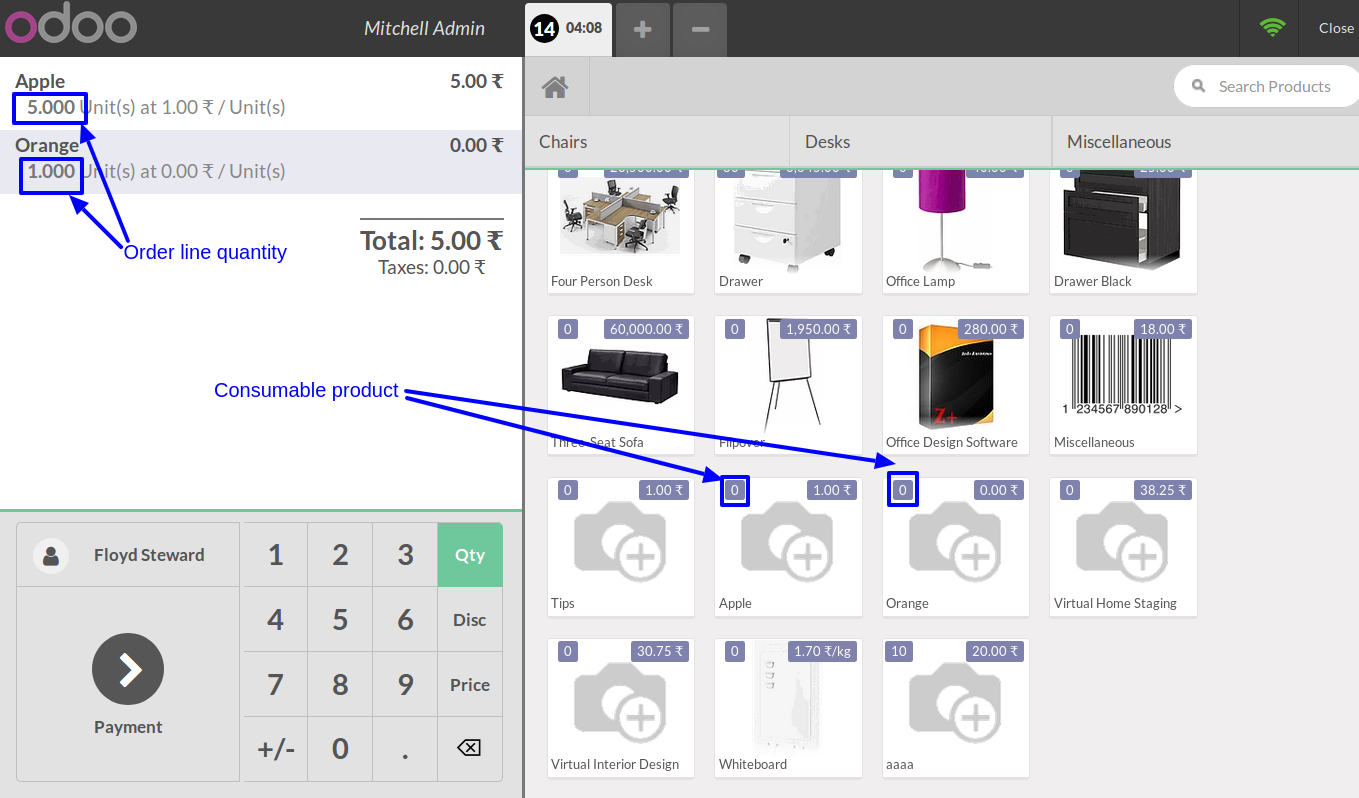 odoo
Mitchell Admin
14 04:08
Close
Apple 5.00 ₹
5.000 Unit(s) at 1.00 ₹ / Unit(s)
Orange 0.00 ₹
1.000 Unit(s) at 0.00 ₹ / Unit(s)
Total: 5.00 ₹
Taxes: 0.00 ₹
Order line quantity
Consumable product
Floyd Steward
Payment
1 2 3 Qty
4 5 6 Disc
7 8 9 Price
+/- 0 .
Search Products
Chairs Desks Miscellaneous
Four Person Desk
Drawer
Office Lamp
Drawer Black
0 60,000.00 ₹
Three-Seat Sofa
0 1,950.00 ₹
Flipover
0 280.00 ₹
Z+
Office Design Software
0 18.00 ₹
1 234567 890128 >
Miscellaneous
0 1.00 ₹
Tips
0 1.00 ₹
Apple
0 0.00 ₹
Orange
0 38.25 ₹
Virtual Home Staging
0 30.75 ₹
Virtual Interior Design
0 1.70 ₹/kg
Whiteboard
10 20.00 ₹
aaaa